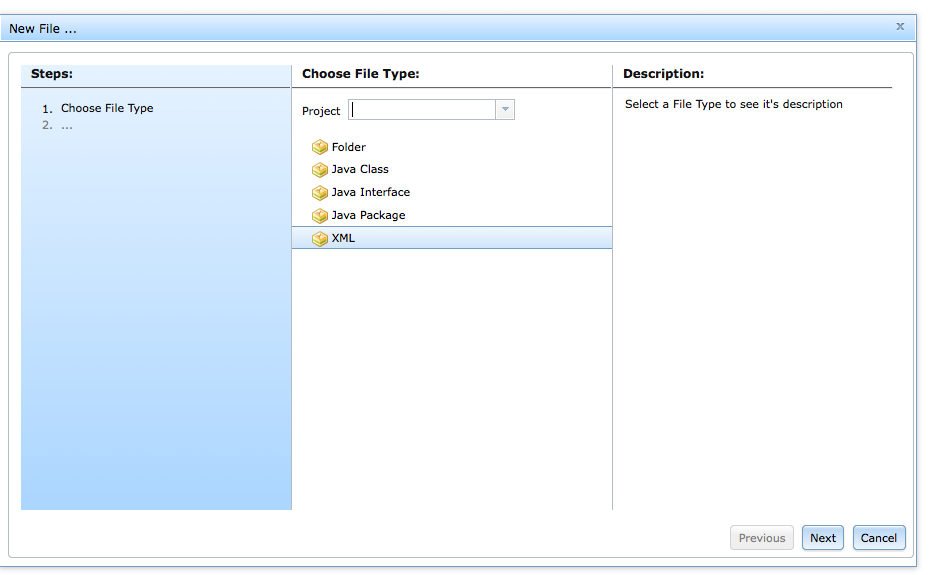 New File ...
x
Steps:
1. Choose File Type
2. ...
Choose File Type:
Project
Folder
Java Class
Java Interface
Java Package
XML
Description:
Select a File Type to see it's description
Previous
Next
Cancel